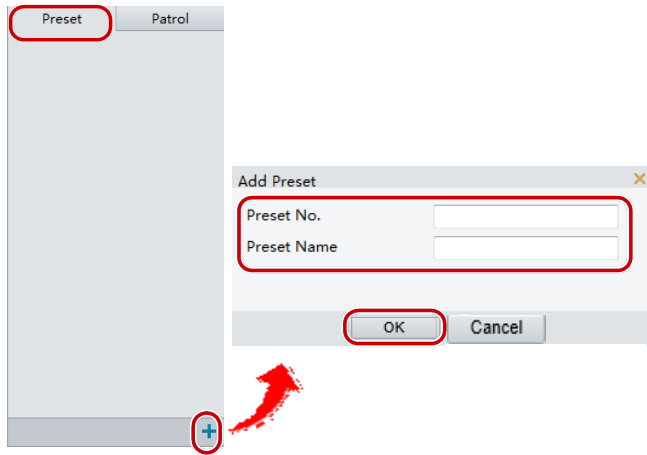 Preset Patrol
Add Preset
Preset No.
Preset Name
OK Cancel